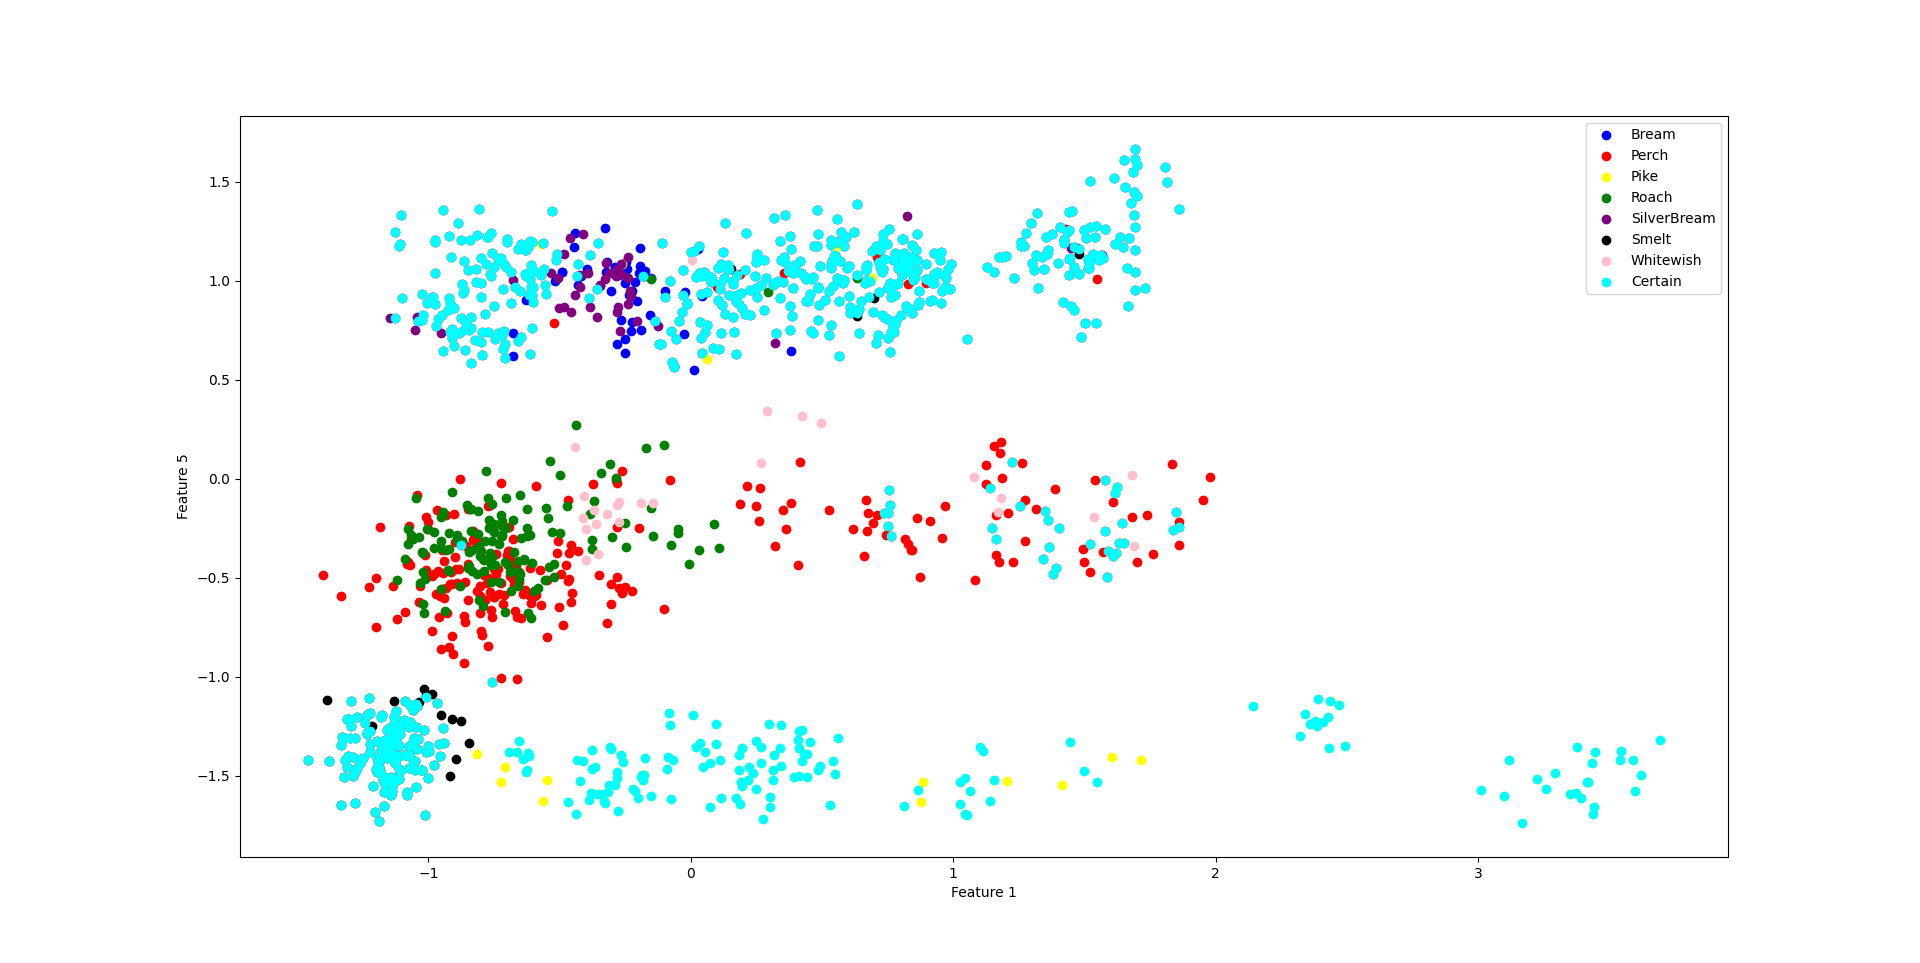 Bream
Perch
Pike
Roach
SilverBream
Smelt
Whitewish
Certain
1.5
1.0
0.5
0.0
−0.5
−1.0
−1.5
Feature 5
−1
0
1
2
3
Feature 1